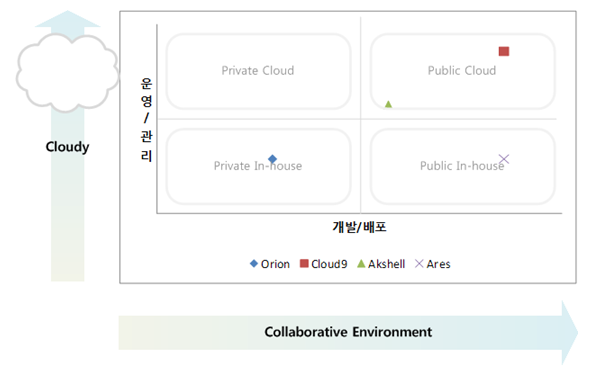 Private Cloud
Public Cloud
운영/관리
Cloudy
Private In-house
Public In-house
개발/배포
Orion Cloud9 Akshell Ares
Collaborative Environment